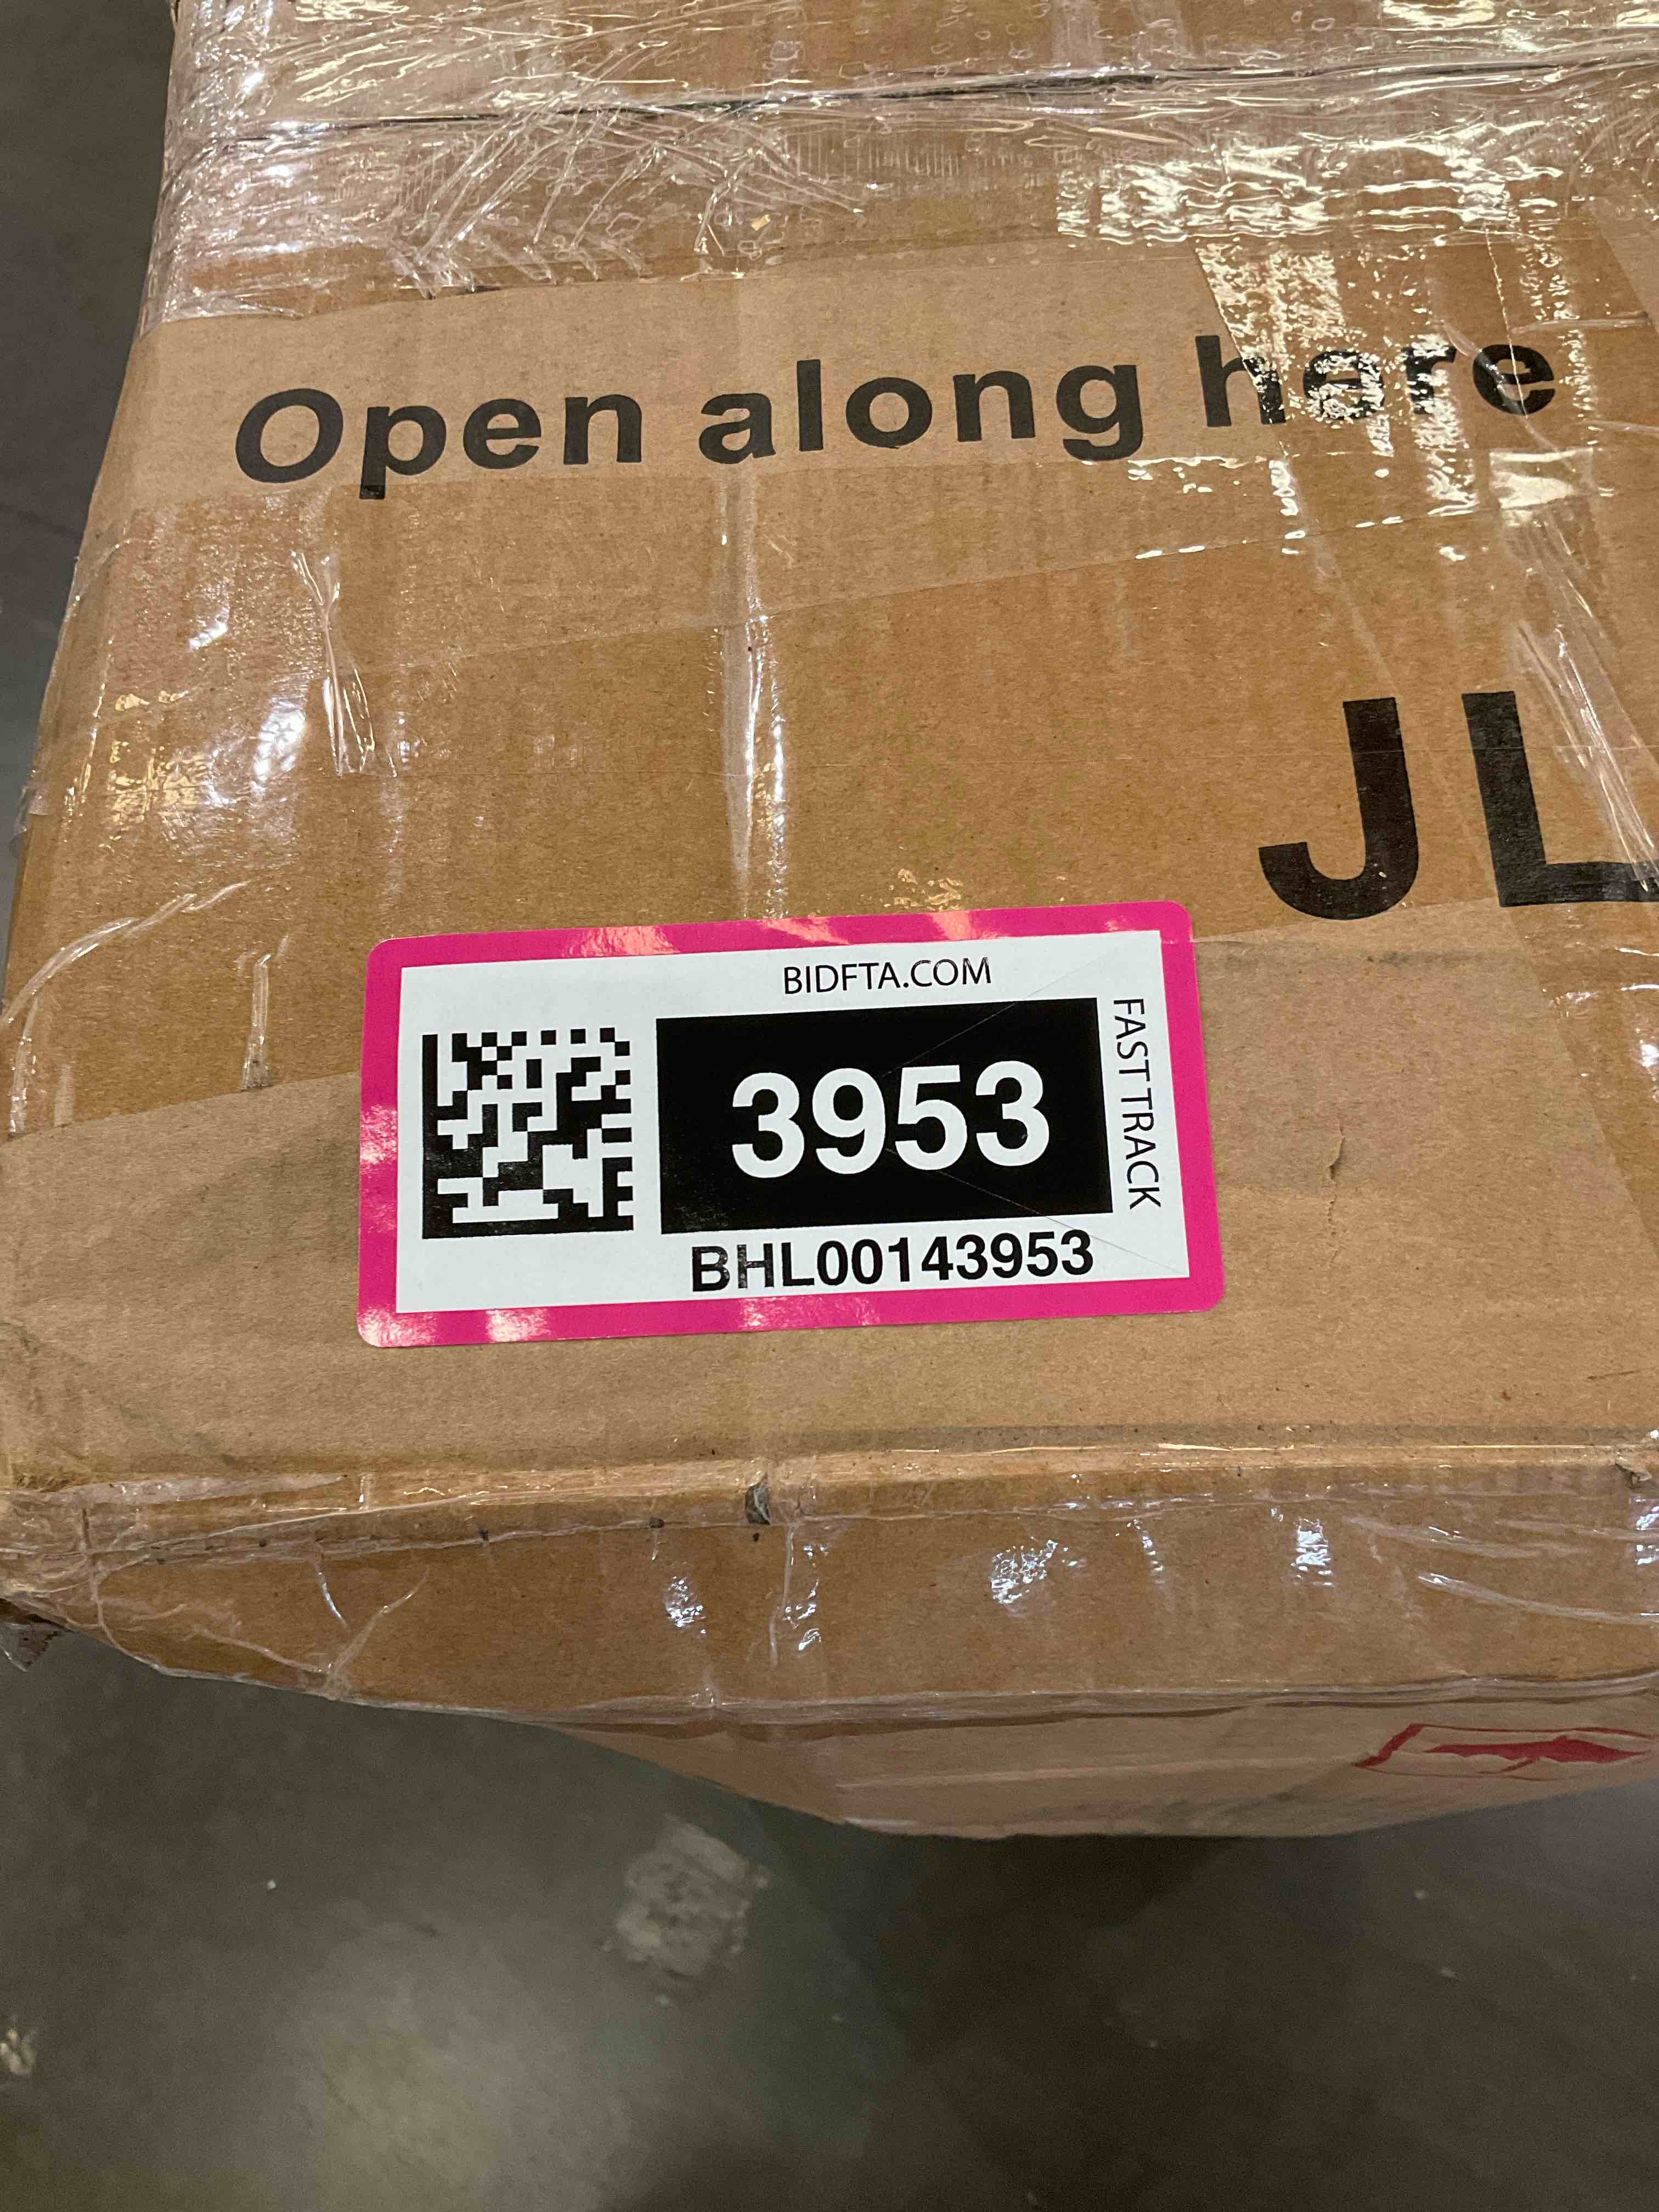 Open along here
JL
BIDFTA.COM
3953
FAST TRACK
BHL00143953